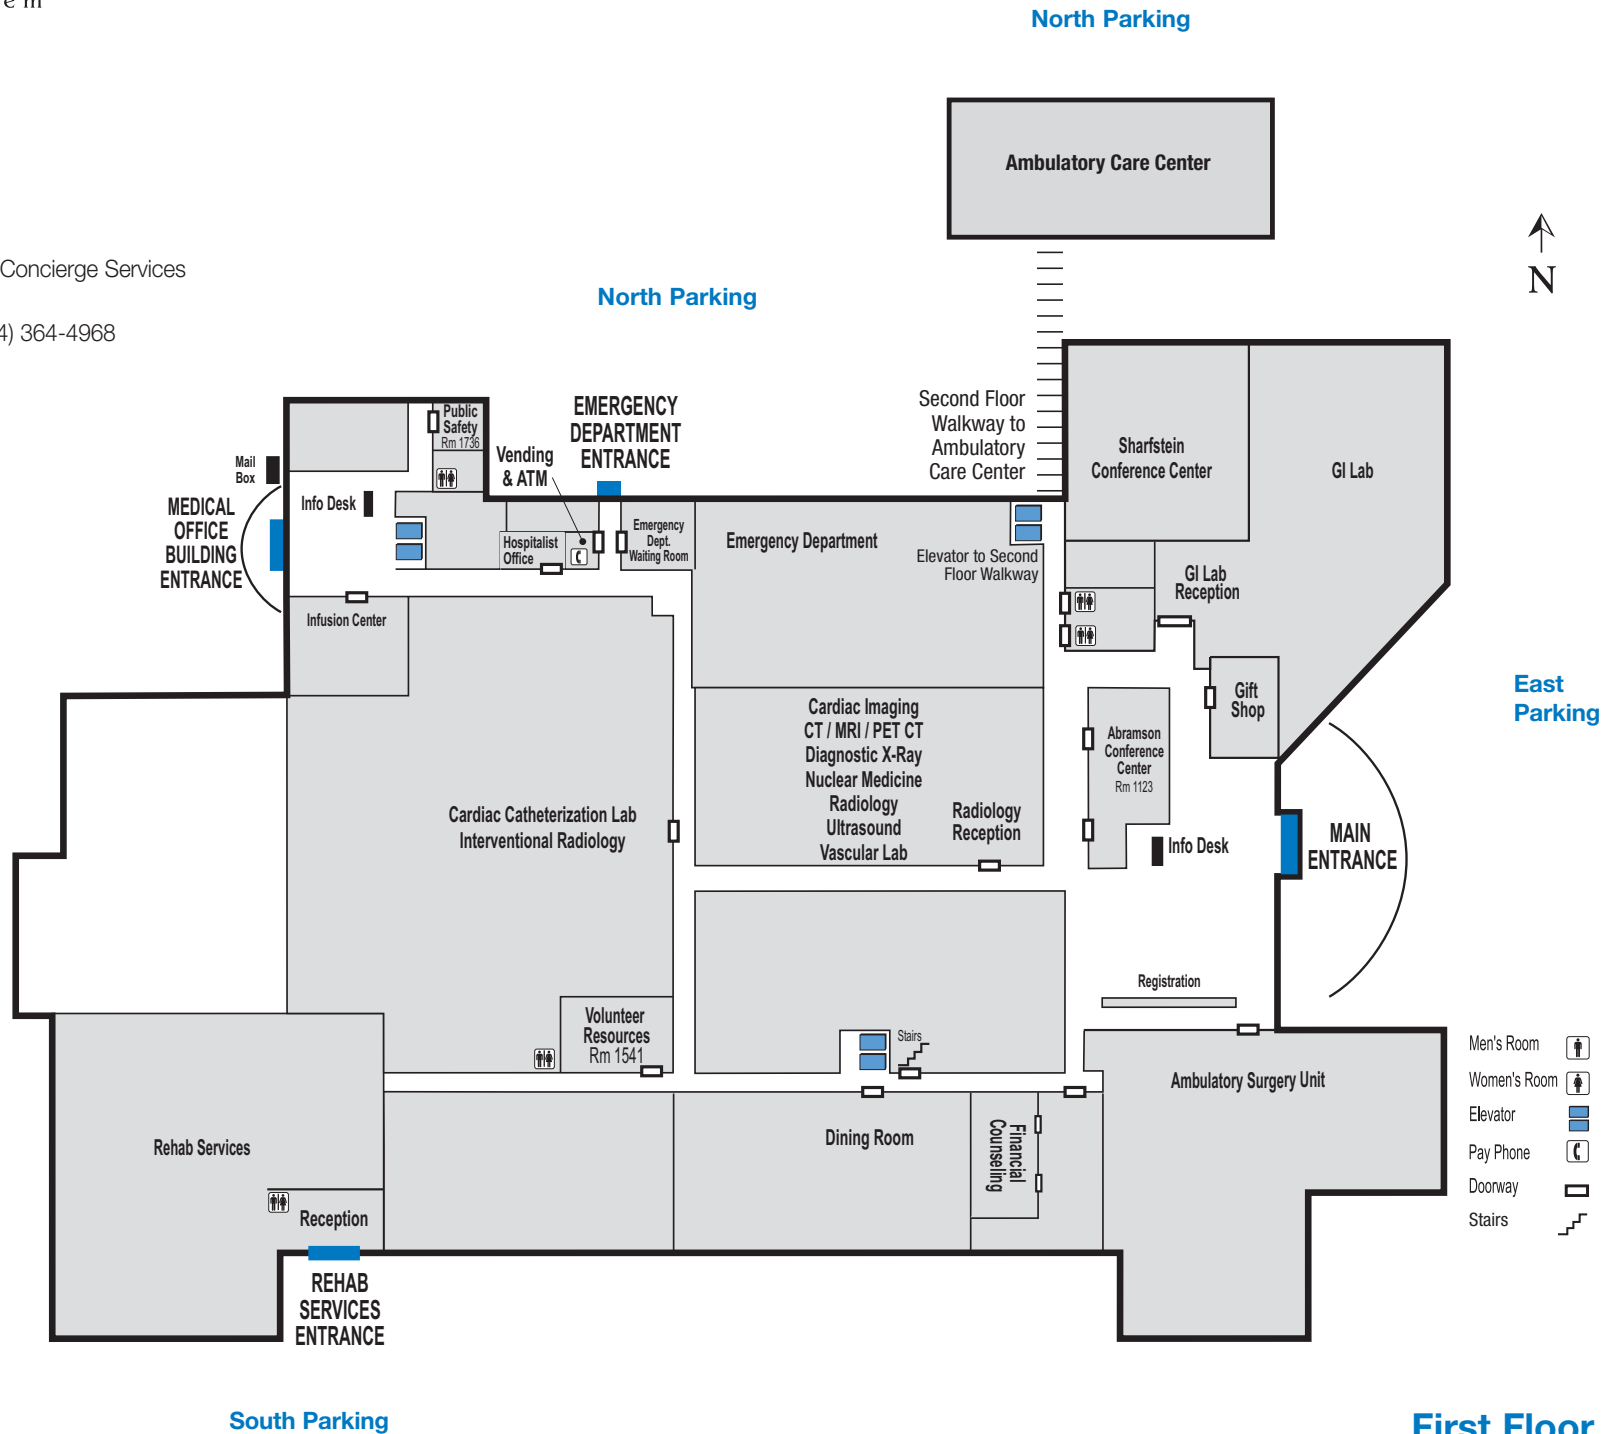 North Parking
Ambulatory Care Center
N
Concierge Services
North Parking
4) 364-4968
Second Floor
Walkway to
Ambulatory
Care Center
Sharfstein
Conference Center
GI Lab
Public
Safety
Rm 1736
EMERGENCY
DEPARTMENT
ENTRANCE
Vending
& ATM
Mail
Box
Info Desk
MEDICAL
OFFICE
BUILDING
ENTRANCE
Hospitalist
Office
Emergency
Dept.
Waiting Room
Emergency Department
Elevator to Second
Floor Walkway
GI Lab
Reception
Infusion Center
Gift
Shop
East
Parking
Cardiac Imaging
CT / MRI / PET CT
Diagnostic X-Ray
Nuclear Medicine
Radiology
Ultrasound
Vascular Lab
Radiology
Reception
Abramson
Conference
Center
Rm 1123
Cardiac Catheterization Lab
Interventional Radiology
Info Desk
MAIN
ENTRANCE
Registration
Volunteer
Resources
Rm 1541
Stairs
Ambulatory Surgery Unit
Men's Room
Women's Room
Elevator
Pay Phone
Doorway
Stairs
Rehab Services
Dining Room
Financial
Counseling
Reception
REHAB
SERVICES
ENTRANCE
South Parking
First Floor